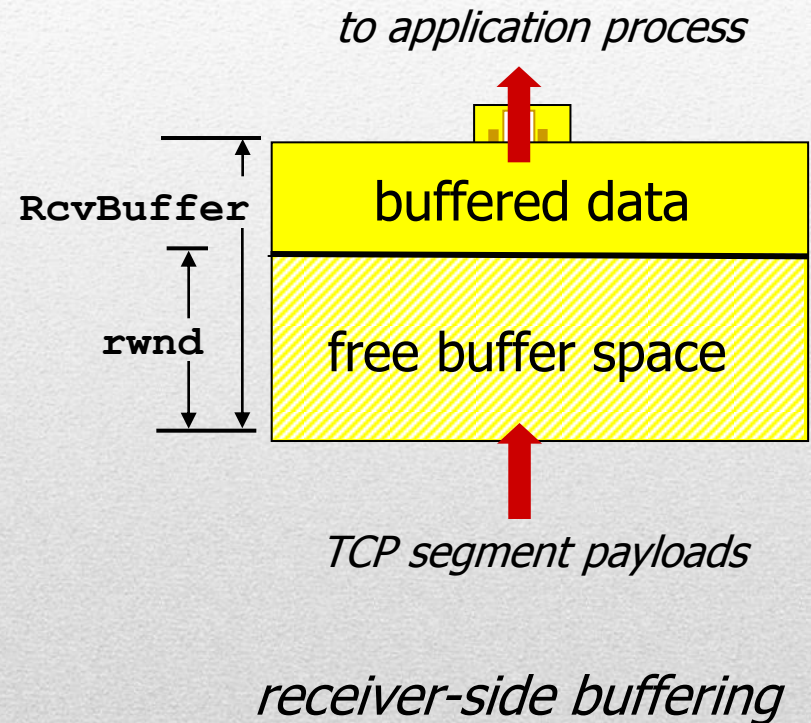 to application process
RcvBuffer
buffered data
rwnd
free buffer space
TCP segment payloads
receiver-side buffering